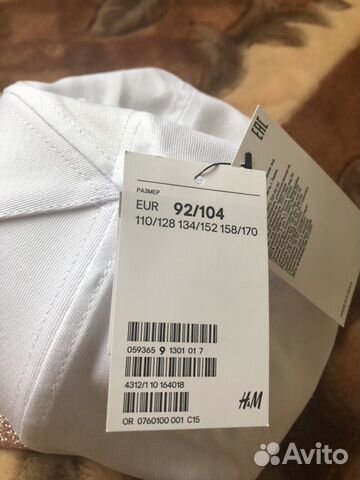 РАЗМЕР
EUR 92/104
110/128 134/152 158/170
059365 9 1301 01 7
4312/1 10 164018
OR 0760100 001 C15
H&M
EAC
Avito